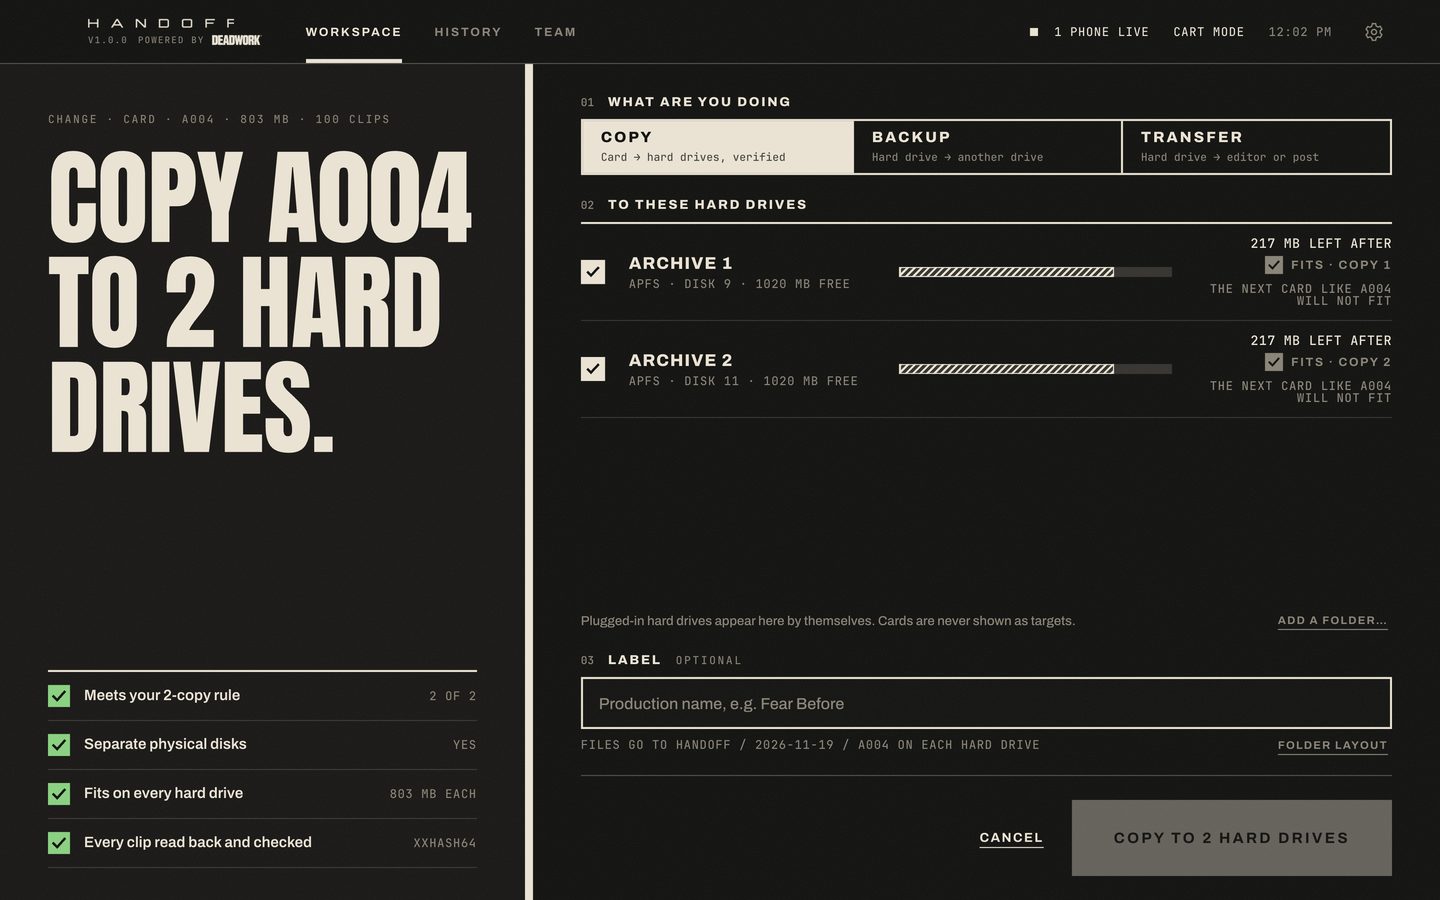 HANDOFF
V1.0.0 POWERED BY DEADWORK
WORKSPACE
HISTORY
TEAM
1 PHONE LIVE
CART MODE
12:02 PM
CHANGE · CARD · A004 · 803 MB · 100 CLIPS
COPY A004
TO 2 HARD
DRIVES.
Meets your 2-copy rule
2 OF 2
Separate physical disks
YES
Fits on every hard drive
803 MB EACH
Every clip read back and checked
XXHASH64
01 WHAT ARE YOU DOING
COPY
Card → hard drives, verified
BACKUP
Hard drive → another drive
TRANSFER
Hard drive → editor or post
02 TO THESE HARD DRIVES
ARCHIVE 1
APFS · DISK 9 · 1020 MB FREE
217 MB LEFT AFTER
FITS · COPY 1
THE NEXT CARD LIKE A004
WILL NOT FIT
ARCHIVE 2
APFS · DISK 11 · 1020 MB FREE
217 MB LEFT AFTER
FITS · COPY 2
THE NEXT CARD LIKE A004
WILL NOT FIT
Plugged-in hard drives appear here by themselves. Cards are never shown as targets.
ADD A FOLDER…
03 LABEL OPTIONAL
Production name, e.g. Fear Before
FILES GO TO HANDOFF / 2026-11-19 / A004 ON EACH HARD DRIVE
FOLDER LAYOUT
CANCEL
COPY TO 2 HARD DRIVES